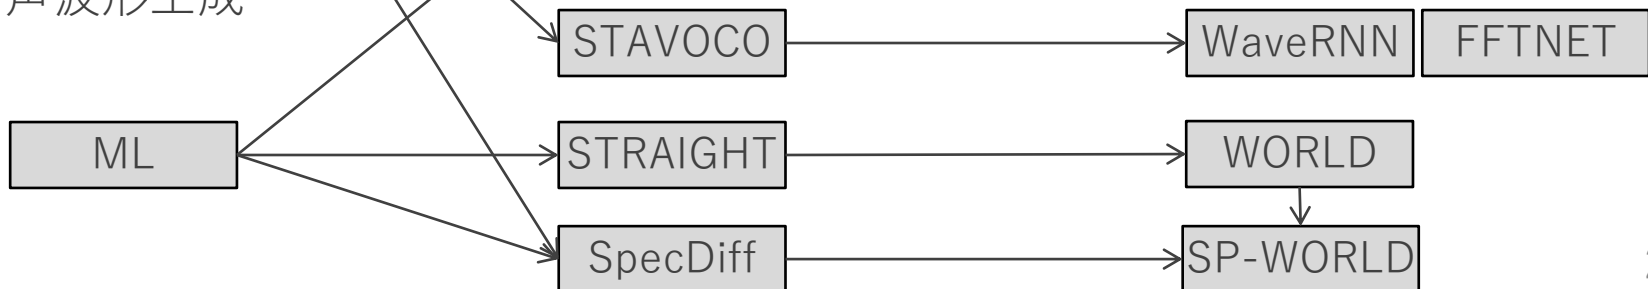 声波形生成
STAVOCO
WaveRNN
FFTNET
ML
STRAIGHT
WORLD
SpecDiff
SP-WORLD